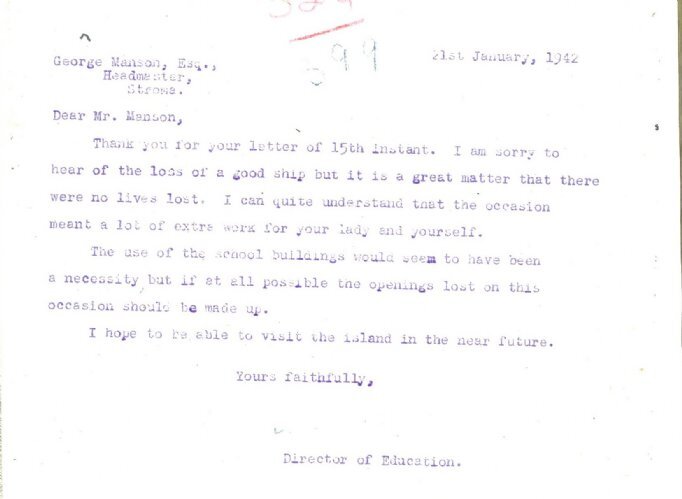 399
21st January, 1942
George Manson, Esq.,
Headmaster,
Stroma.
Dear Mr. Manson,
Thank you for your letter of 15th instant. I am sorry to
hear of the loss of a good ship but it is a great matter that there
were no lives lost. I can quite understand that the occasion
meant a lot of extra work for your lady and yourself.
The use of the school buildings would seem to have been
a necessity but if at all possible the openings lost on this
occasion should be made up.
I hope to be able to visit the island in the near future.
Yours faithfully,
Director of Education.